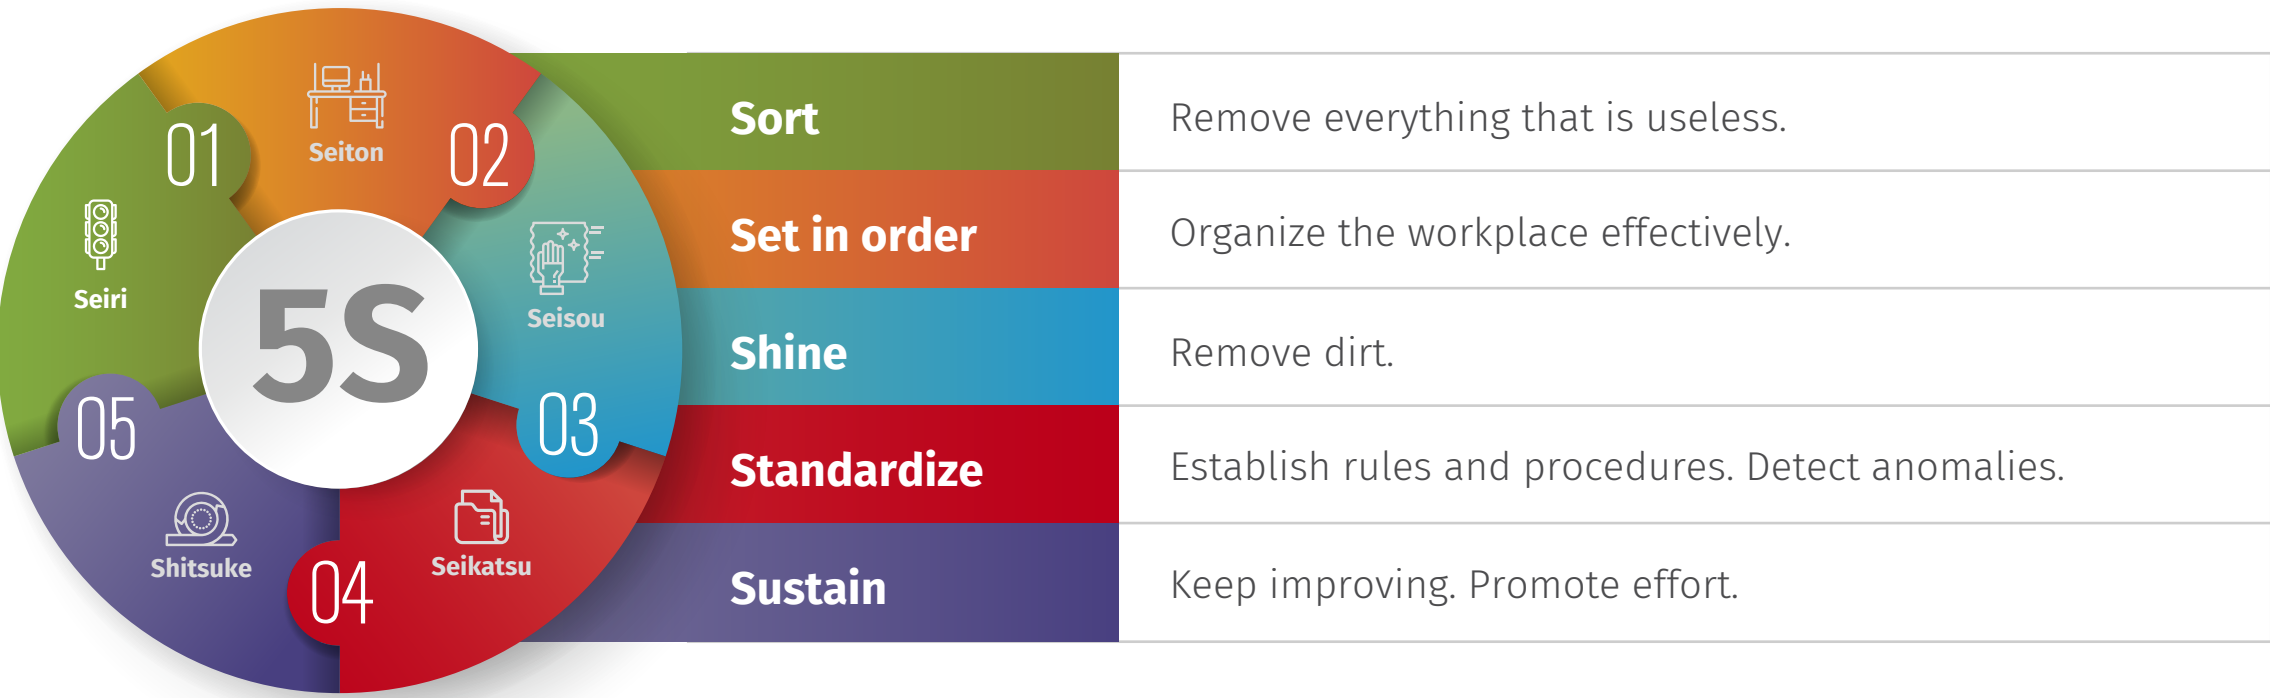 01
Seiri
02
Seiton
03
Seisou
04
Seikatsu
05
Shitsuke
5S
Sort
Remove everything that is useless.
Set in order
Organize the workplace effectively.
Shine
Remove dirt.
Standardize
Establish rules and procedures. Detect anomalies.
Sustain
Keep improving. Promote effort.